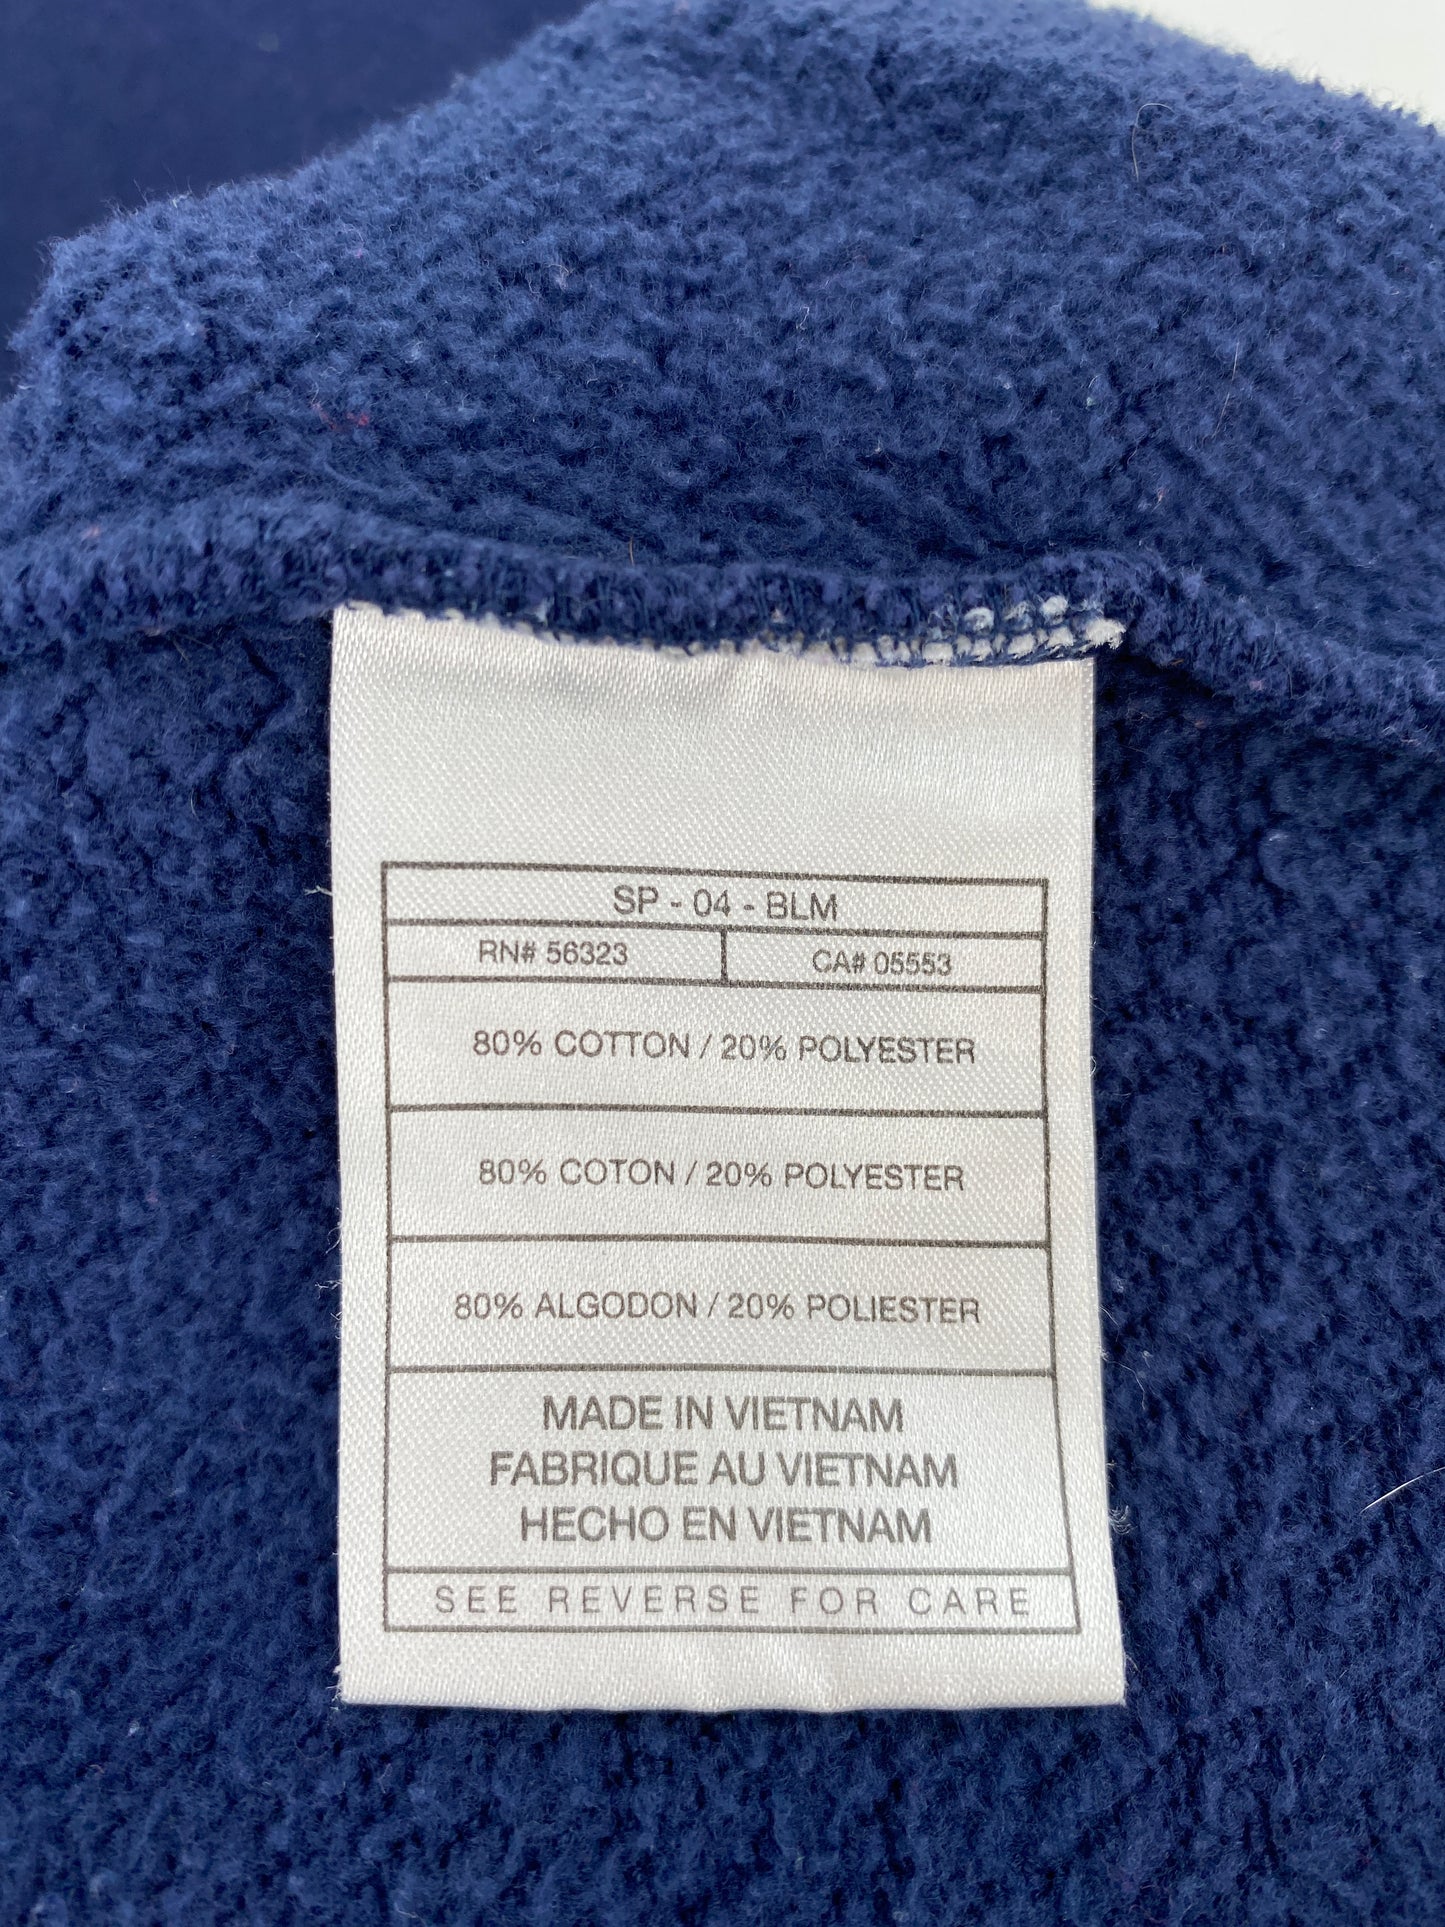 SP - 04 - BLM
RN# 56323 CA# 05553
80% COTTON / 20% POLYESTER
80% COTON / 20% POLYESTER
80% ALGODON / 20% POLIESTER
MADE IN VIETNAM
FABRIQUE AU VIETNAM
HECHO EN VIETNAM
SEE REVERSE FOR CARE